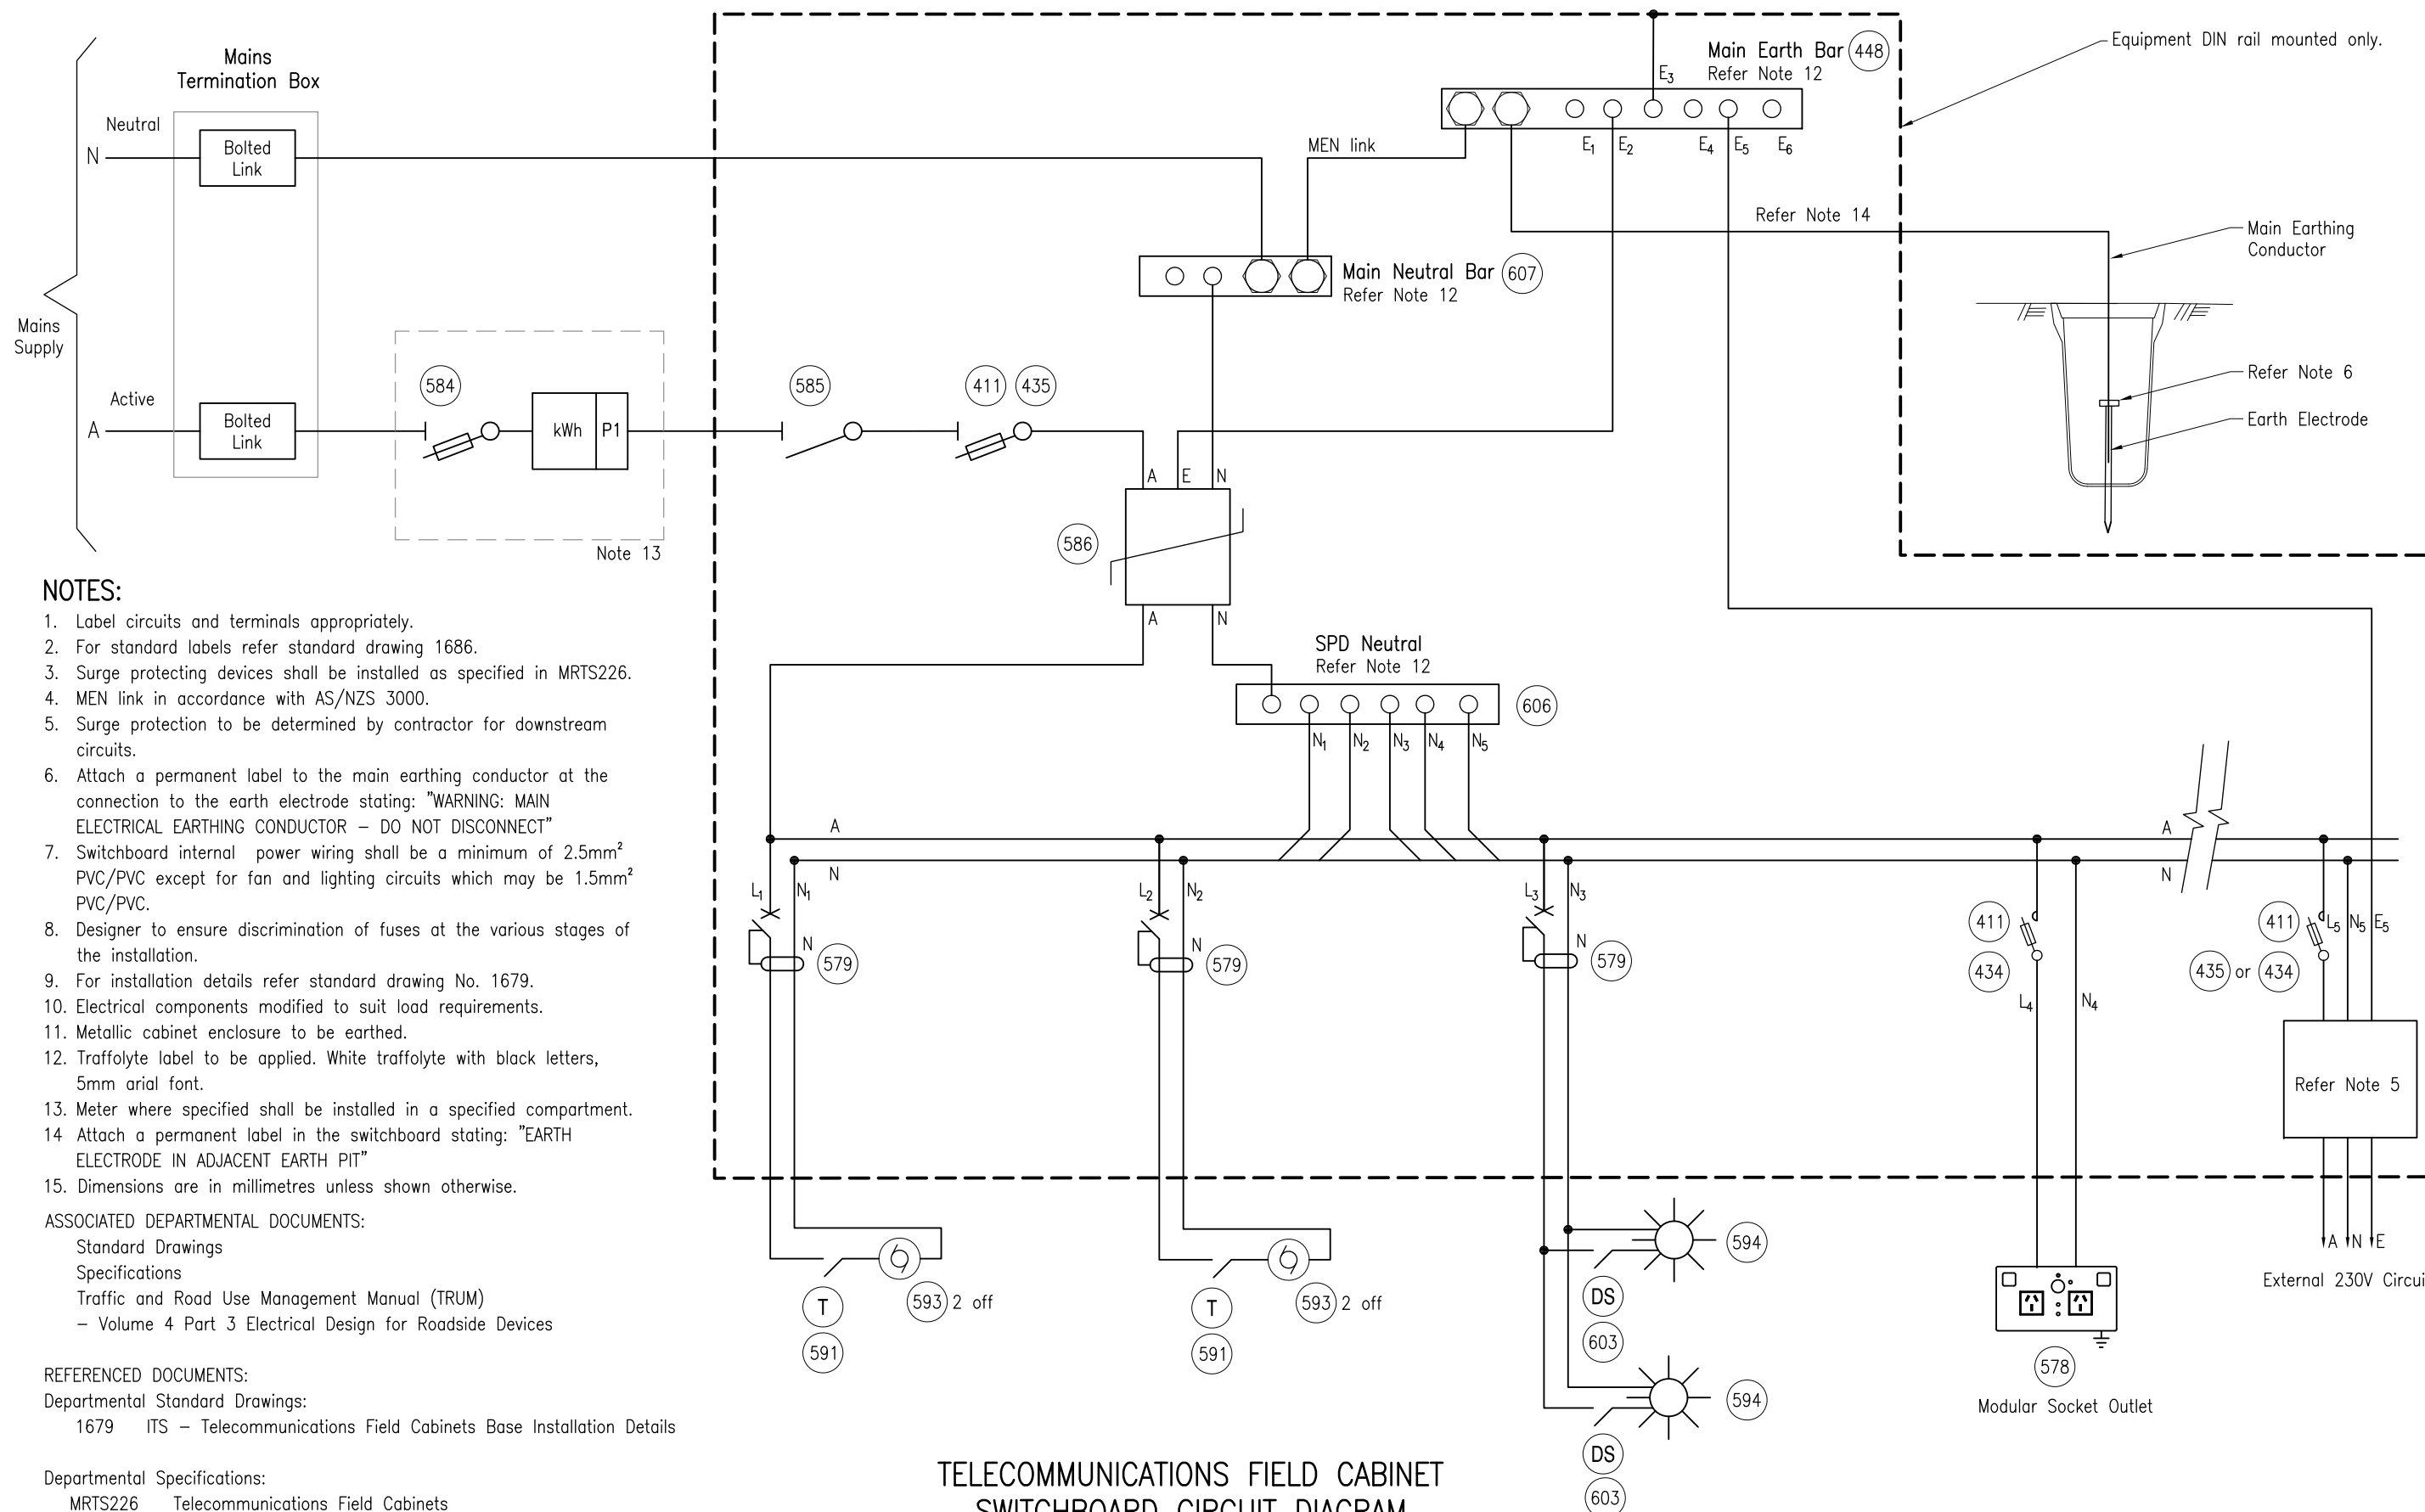 Mains
Termination Box
Neutral
N
Bolted
Link
Mains
Supply
Active
A
Bolted
Link
584
kWh
P1
Note 13
585
411
435
MEN link
Main Earth Bar
448
Refer Note 12
E3
E1
E2
E4
E5
E6
Equipment DIN rail mounted only.
Refer Note 14
Main Earthing
Conductor
Refer Note 6
Earth Electrode
Main Neutral Bar
607
Refer Note 12
A
E
N
586
A
N
SPD Neutral
Refer Note 12
606
N1
N2
N3
N4
N5
A
N
A
N
L1
N1
N
579
L2
N2
N
579
L3
N3
N
579
411
434
L4
N4
411
435 or 434
L5
N5
E5
Refer Note 5
A
N
E
External 230V Circui
T
591
593 2 off
T
591
593 2 off
594
DS
603
594
DS
603
578
Modular Socket Outlet
NOTES:
1. Label circuits and terminals appropriately.
2. For standard labels refer standard drawing 1686.
3. Surge protecting devices shall be installed as specified in MRTS226.
4. MEN link in accordance with AS/NZS 3000.
5. Surge protection to be determined by contractor for downstream
circuits.
6. Attach a permanent label to the main earthing conductor at the
connection to the earth electrode stating: "WARNING: MAIN
ELECTRICAL EARTHING CONDUCTOR – DO NOT DISCONNECT"
7. Switchboard internal power wiring shall be a minimum of 2.5mm²
PVC/PVC except for fan and lighting circuits which may be 1.5mm²
PVC/PVC.
8. Designer to ensure discrimination of fuses at the various stages of
the installation.
9. For installation details refer standard drawing No. 1679.
10. Electrical components modified to suit load requirements.
11. Metallic cabinet enclosure to be earthed.
12. Traffolyte label to be applied. White traffolyte with black letters,
5mm arial font.
13. Meter where specified shall be installed in a specified compartment.
14 Attach a permanent label in the switchboard stating: "EARTH
ELECTRODE IN ADJACENT EARTH PIT"
15. Dimensions are in millimetres unless shown otherwise.
ASSOCIATED DEPARTMENTAL DOCUMENTS:
Standard Drawings
Specifications
Traffic and Road Use Management Manual (TRUM)
– Volume 4 Part 3 Electrical Design for Roadside Devices
REFERENCED DOCUMENTS:
Departmental Standard Drawings:
1679 ITS – Telecommunications Field Cabinets Base Installation Details
Departmental Specifications:
MRTS226 Telecommunications Field Cabinets
TELECOMMUNICATIONS FIELD CABINET
SWITCHBOARD CIRCUIT DIAGRAM